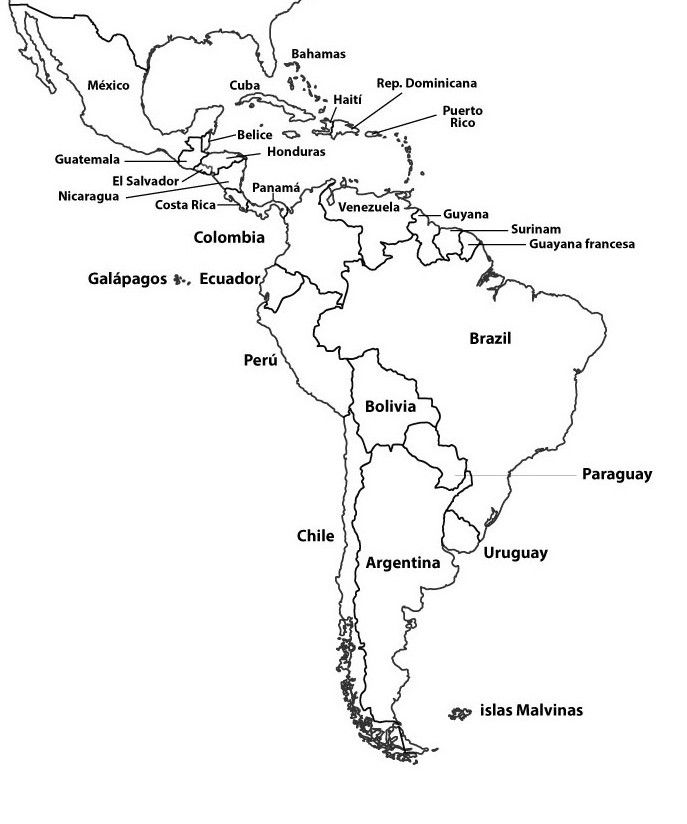 Bahamas
México
Cuba
Rep. Dominicana
Haití
Puerto
Rico
Belice
Honduras
Guatemala
El Salvador
Nicaragua
Panamá
Costa Rica
Venezuela
Guyana
Surinam
Colombia
Guayana francesa
Galápagos
Ecuador
Brazil
Perú
Bolivia
Paraguay
Chile
Uruguay
Argentina
islas Malvinas